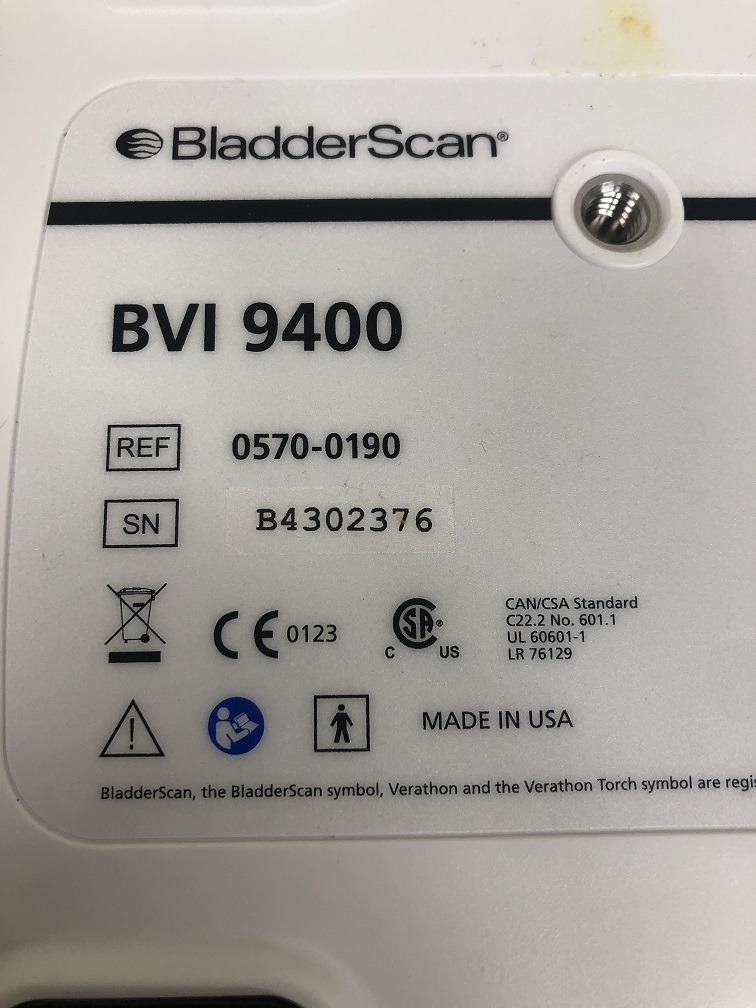 BladderScan®
BVI 9400
REF 0570-0190
SN B4302376
CE 0123
CSA® C US
CAN/CSA Standard
C22.2 No. 601.1
UL 60601-1
LR 76129
MADE IN USA
BladderScan, the BladderScan symbol, Verathon and the Verathon Torch symbol are regis